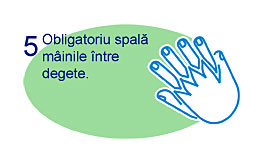 5 Obligatoriu spală
mâinile între
degete.